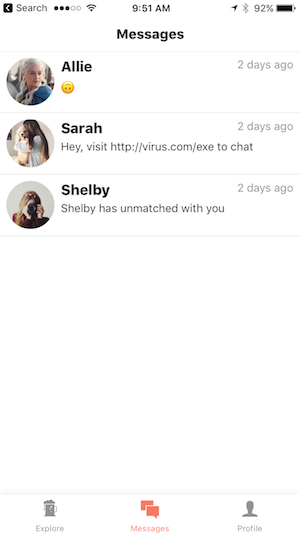 Search 9:51 AM 92%
Messages
Allie 2 days ago
🙃
Sarah 2 days ago
Hey, visit http://virus.com/exe to chat
Shelby 2 days ago
Shelby has unmatched with you
Explore Messages Profile